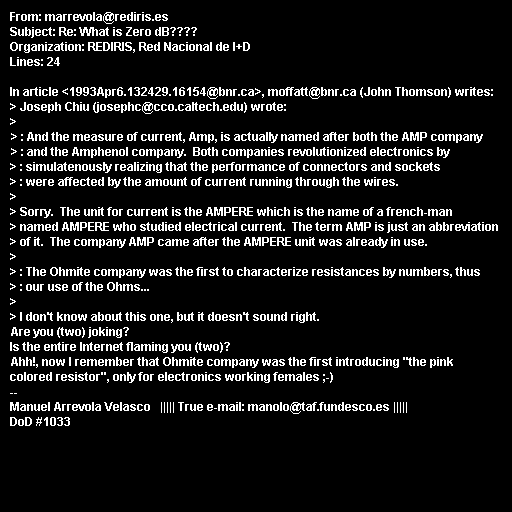 From: marrevola@rediris.es
Subject: Re: What is Zero dB????
Organization: REDIRIS, Red Nacional de I+D
Lines: 24

In article <1993Apr6.132429.16154@bnr.ca>, moffatt@bnr.ca (John Thomson) writes:
> Joseph Chiu (josephc@cco.caltech.edu) wrote:
>
> : And the measure of current, Amp, is actually named after both the AMP company
> : and the Amphenol company.  Both companies revolutionized electronics by
> : simulatenously realizing that the performance of connectors and sockets
> : were affected by the amount of current running through the wires.
>
> Sorry.  The unit for current is the AMPERE which is the name of a french-man
> named AMPERE who studied electrical current.  The term AMP is just an abbreviation
> of it.  The company AMP came after the AMPERE unit was already in use.
>
> : The Ohmite company was the first to characterize resistances by numbers, thus
> : our use of the Ohms...
>
> I don't know about this one, but it doesn't sound right.
Are you (two) joking?
Is the entire Internet flaming you (two)?
Ahh!, now I remember that Ohmite company was the first introducing "the pink
colored resistor", only for electronics working females ;-)
--
Manuel Arrevola Velasco   ||||| True e-mail: manolo@taf.fundesco.es |||||
DoD #1033